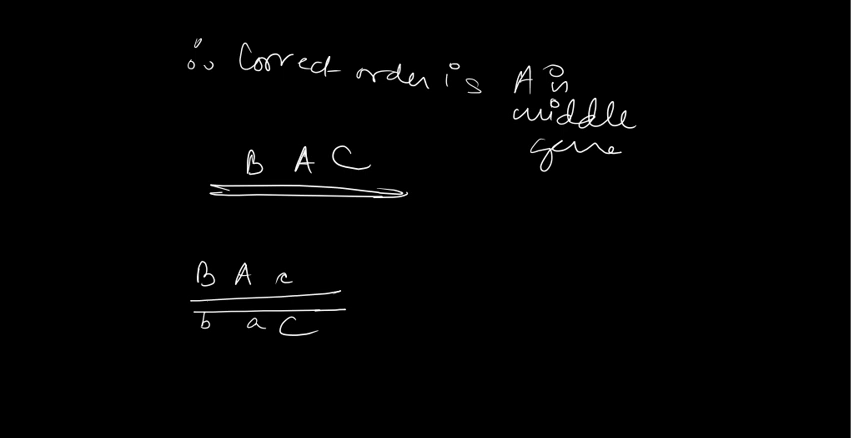 ∴ Correct order is A is
middle
gene
B A C
B A c
b a C